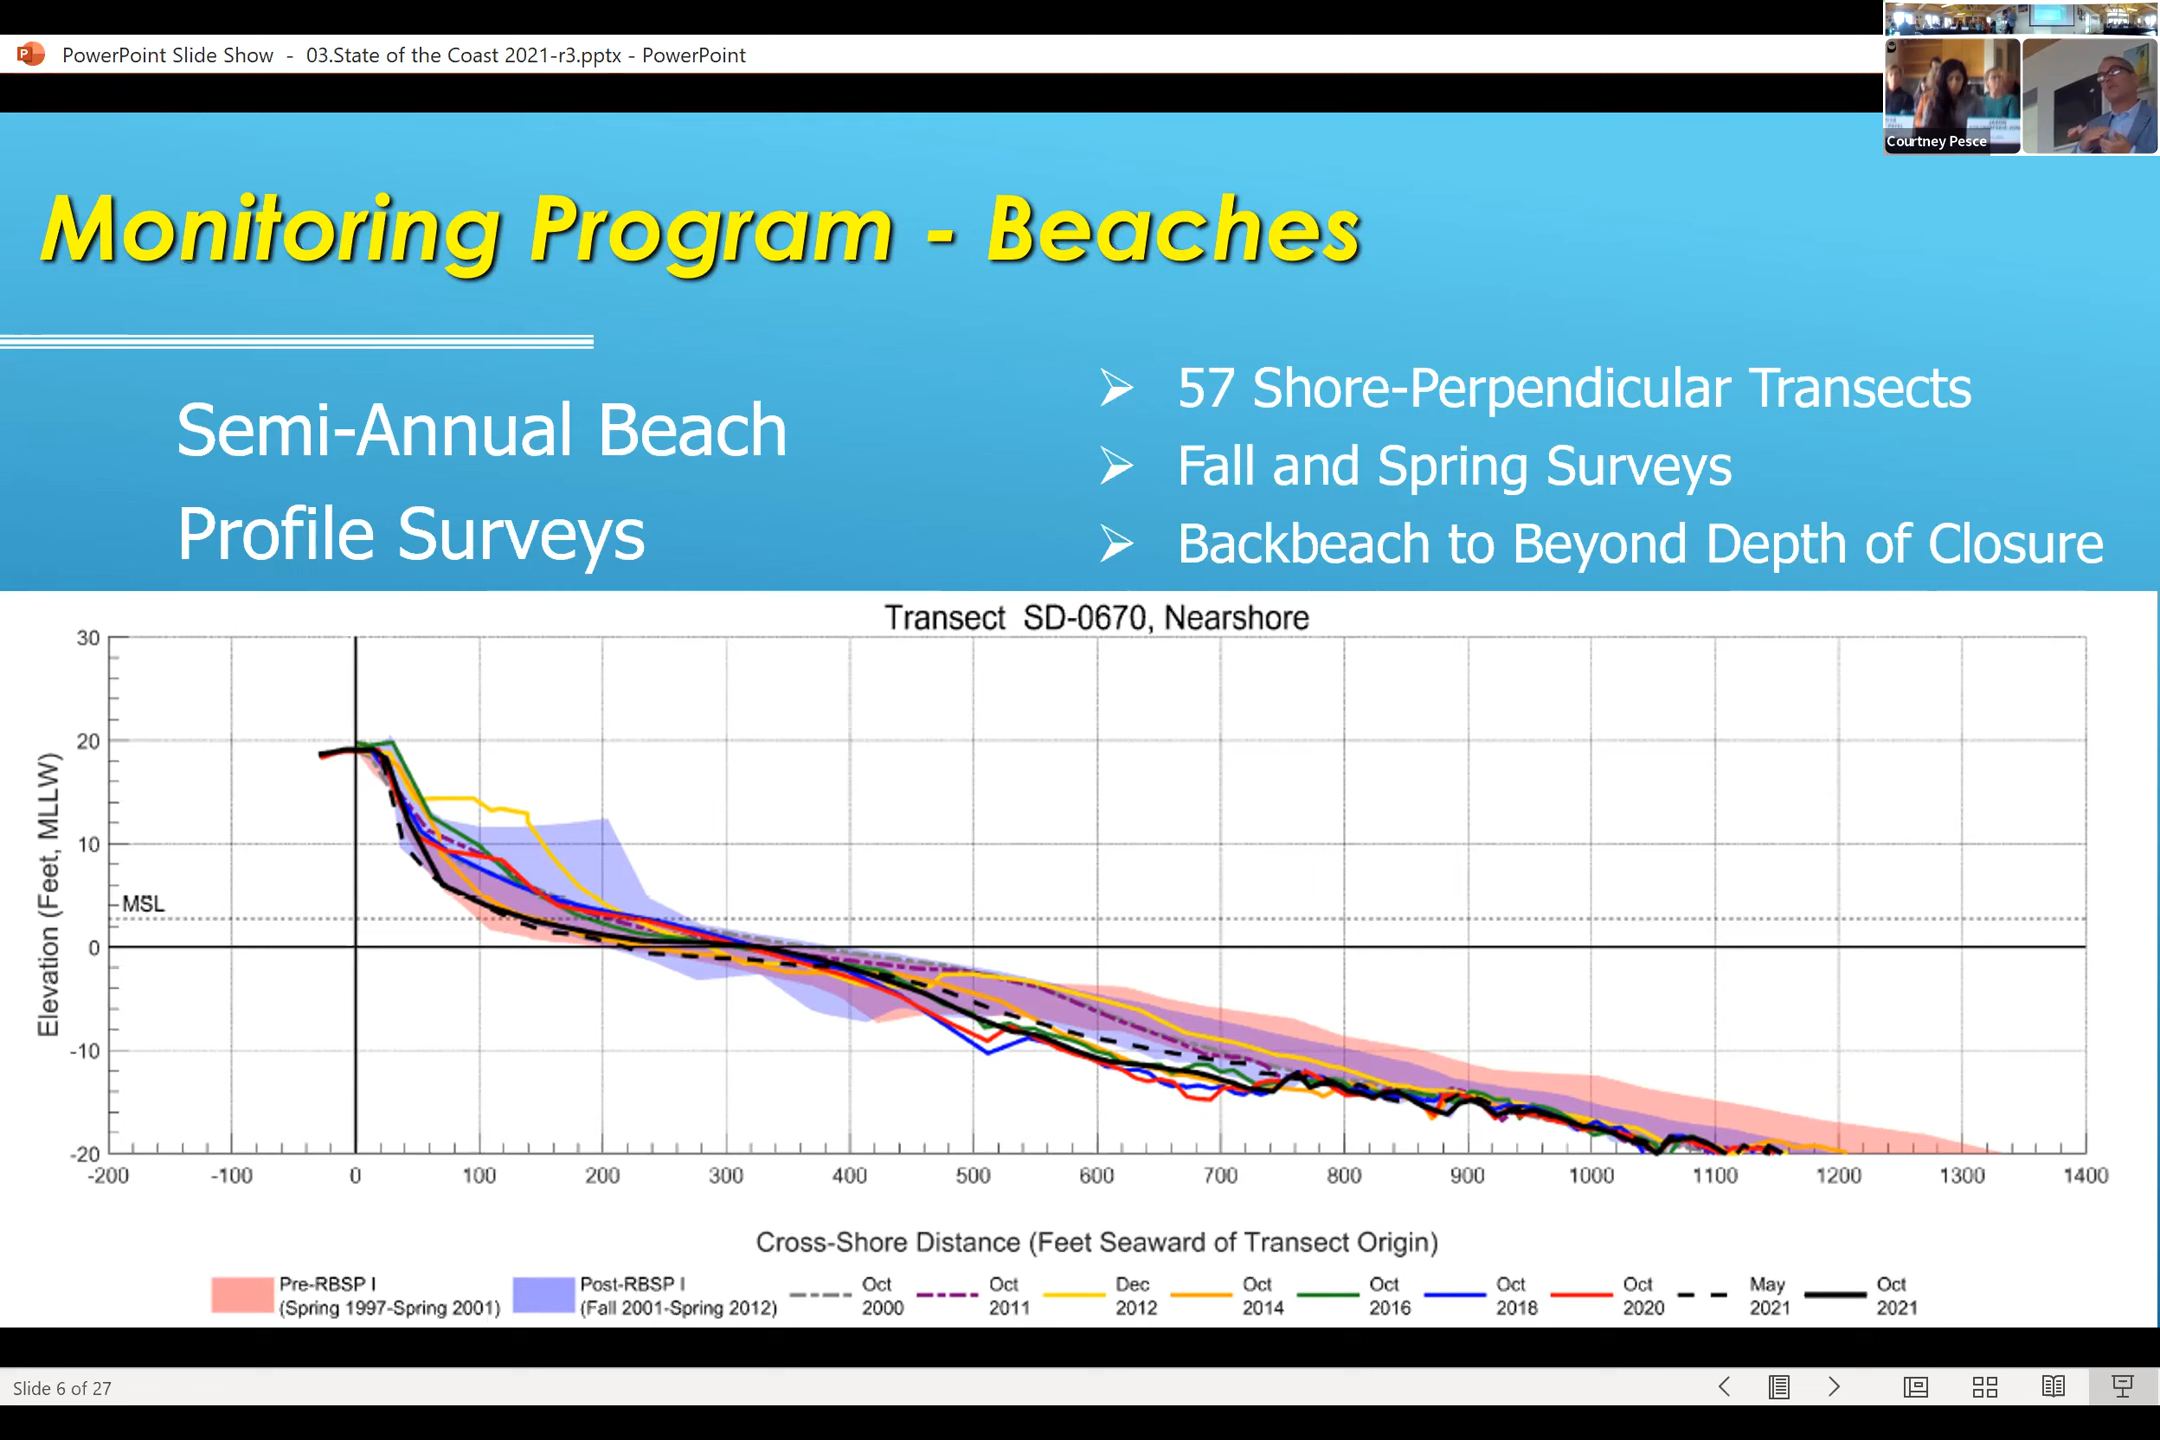 PowerPoint Slide Show - 03.State of the Coast 2021-r3.pptx - PowerPoint
Courtney Pesce
Monitoring Program - Beaches
Semi-Annual Beach
Profile Surveys
57 Shore-Perpendicular Transects
Fall and Spring Surveys
Backbeach to Beyond Depth of Closure
Transect SD-0670, Nearshore
Elevation (Feet, MLLW)
30
20
10
MSL
0
-10
-20
-200 -100 0 100 200 300 400 500 600 700 800 900 1000 1100 1200 1300 1400
Cross-Shore Distance (Feet Seaward of Transect Origin)
Pre-RBSP I
(Spring 1997-Spring 2001)
Post-RBSP I
(Fall 2001-Spring 2012)
Oct
2000
Oct
2011
Dec
2012
Oct
2014
Oct
2016
Oct
2018
Oct
2020
May
2021
Oct
2021
Slide 6 of 27